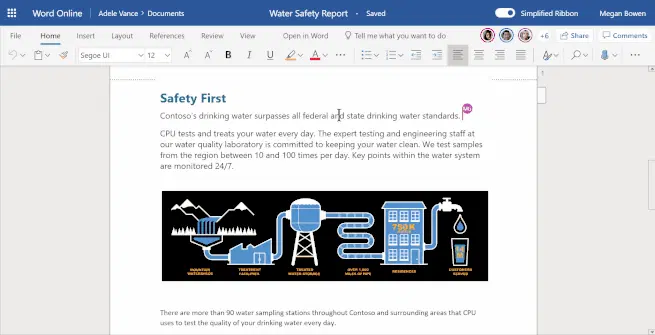 Word Online Adele Vance > Documents Water Safety Report - Saved Simplified Ribbon Megan Bowen
File Home Insert Layout References Review View Open in Word Tell me what you want to do +6 Share Comments
Segoe UI 12 A A B I U A ...
Safety First
Contoso's drinking water surpasses all federal and state drinking water standards. MB
CPU tests and treats your water every day. The expert testing and engineering staff at
our water quality laboratory is committed to keeping your water clean. We test samples
from the region between 10 and 100 times per day. Key points within the water system
are monitored 24/7.
750K
MOUNTAIN WATERSHED
TREATMENT FACILITIES
TREATED WATER STORAGE
OVER 7,000 MILES OF PIPE
RESIDENCES
CUSTOMERS SERVED
There are more than 90 water sampling stations throughout Contoso and surrounding areas that CPU
uses to test the quality of your drinking water every day.